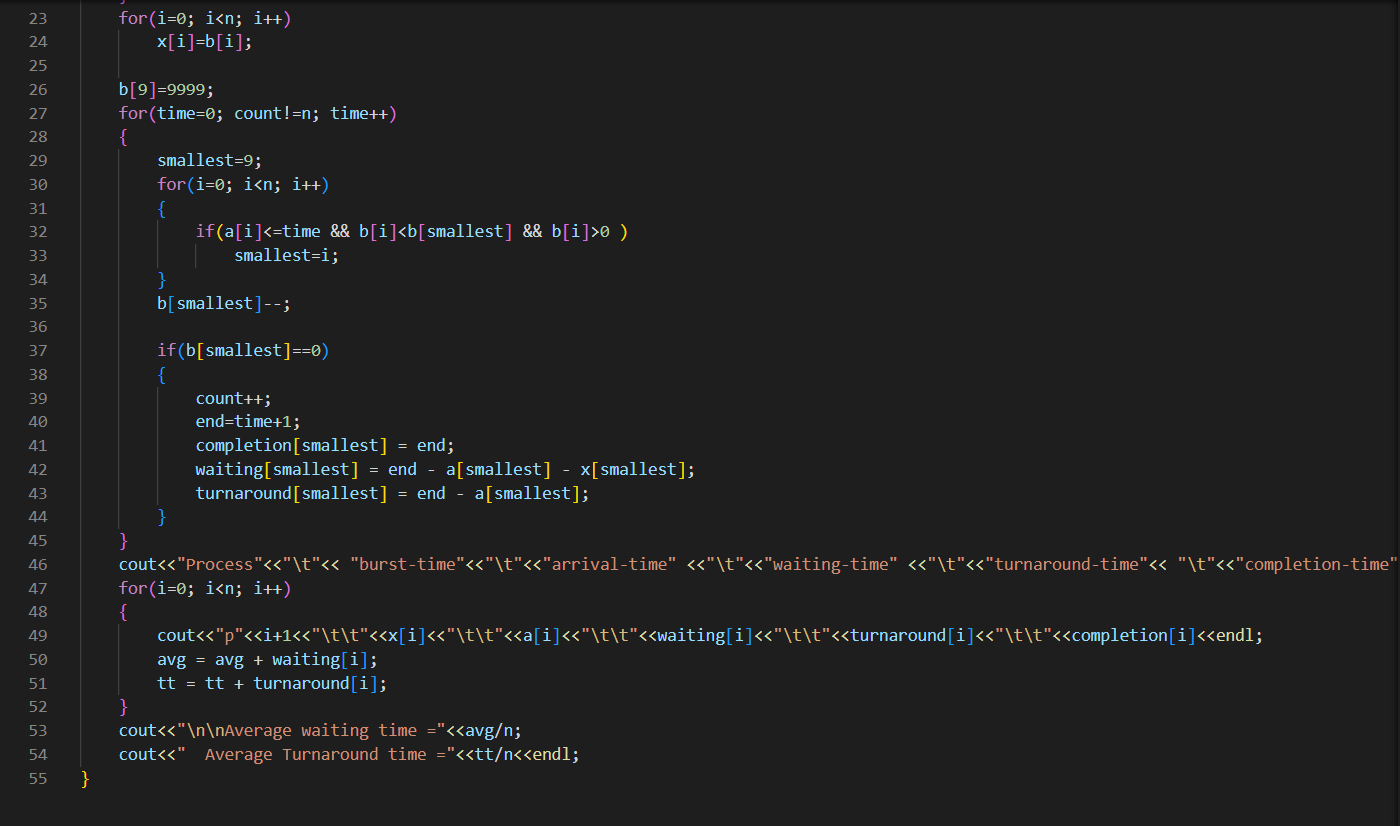 23 for(i=0; i<n; i++)
24 x[i]=b[i];
25
26 b[9]=9999;
27 for(time=0; count!=n; time++)
28 {
29 smallest=9;
30 for(i=0; i<n; i++)
31 {
32 if(a[i]<=time && b[i]<b[smallest] && b[i]>0 )
33 smallest=i;
34 }
35 b[smallest]--;
36
37 if(b[smallest]==0)
38 {
39 count++;
40 end=time+1;
41 completion[smallest] = end;
42 waiting[smallest] = end - a[smallest] - x[smallest];
43 turnaround[smallest] = end - a[smallest];
44 }
45 }
46 cout<<"Process"<<"\t"<< "burst-time"<<"\t"<<"arrival-time" <<"\t"<<"waiting-time" <<"\t"<<"turnaround-time"<< "\t"<<"completion-time"
47 for(i=0; i<n; i++)
48 {
49 cout<<"p"<<i+1<<"\t\t"<<x[i]<<"\t\t"<<a[i]<<"\t\t"<<waiting[i]<<"\t\t"<<turnaround[i]<<"\t\t"<<completion[i]<<endl;
50 avg = avg + waiting[i];
51 tt = tt + turnaround[i];
52 }
53 cout<<"\n\nAverage waiting time ="<<avg/n;
54 cout<<"  Average Turnaround time ="<<tt/n<<endl;
55 }